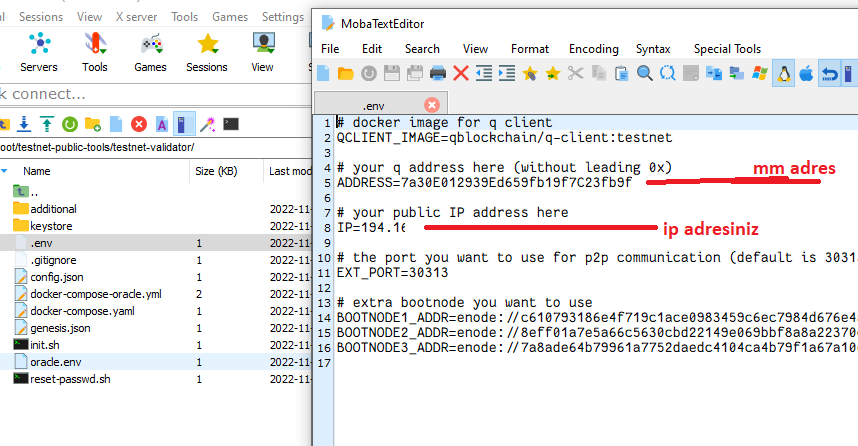 Sessions View X server Tools Games Settings
Servers Tools Games Sessions View
connect...
oot/testnet-public-tools/testnet-validator/
Name Size (KB) Last mod
..
additional 2022-11-
keystore 2022-11-
.env 1 2022-11-
.gitignore 1 2022-11-
config.json 1 2022-11-
docker-compose-oracle.yml 2 2022-11-
docker-compose.yaml 1 2022-11-
genesis.json 1 2022-11-
init.sh 1 2022-11-
oracle.env 1 2022-11-
reset-passwd.sh 1 2022-11-
MobaTextEditor
File Edit Search View Format Encoding Syntax Special Tools
.env
1 # docker image for q client
2 QCLIENT_IMAGE=qblockchain/q-client:testnet
3
4 # your q address here (without leading 0x)
5 ADDRESS=7a30E012939Ed659fb19f7C23fb9f
mm adres
6
7 # your public IP address here
8 IP=194.16
ip adresiniz
9
10 # the port you want to use for p2p communication (default is 30313
11 EXT_PORT=30313
12
13 # extra bootnode you want to use
14 BOOTNODE1_ADDR=enode://c610793186e4f719c1ace0983459c6ec7984d676e4
15 BOOTNODE2_ADDR=enode://8eff01a7e5a66c5630cbd22149e069bbf8a8a22370
16 BOOTNODE3_ADDR=enode://7a8ade64b79961a7752daedc4104ca4b79f1a67a10
17